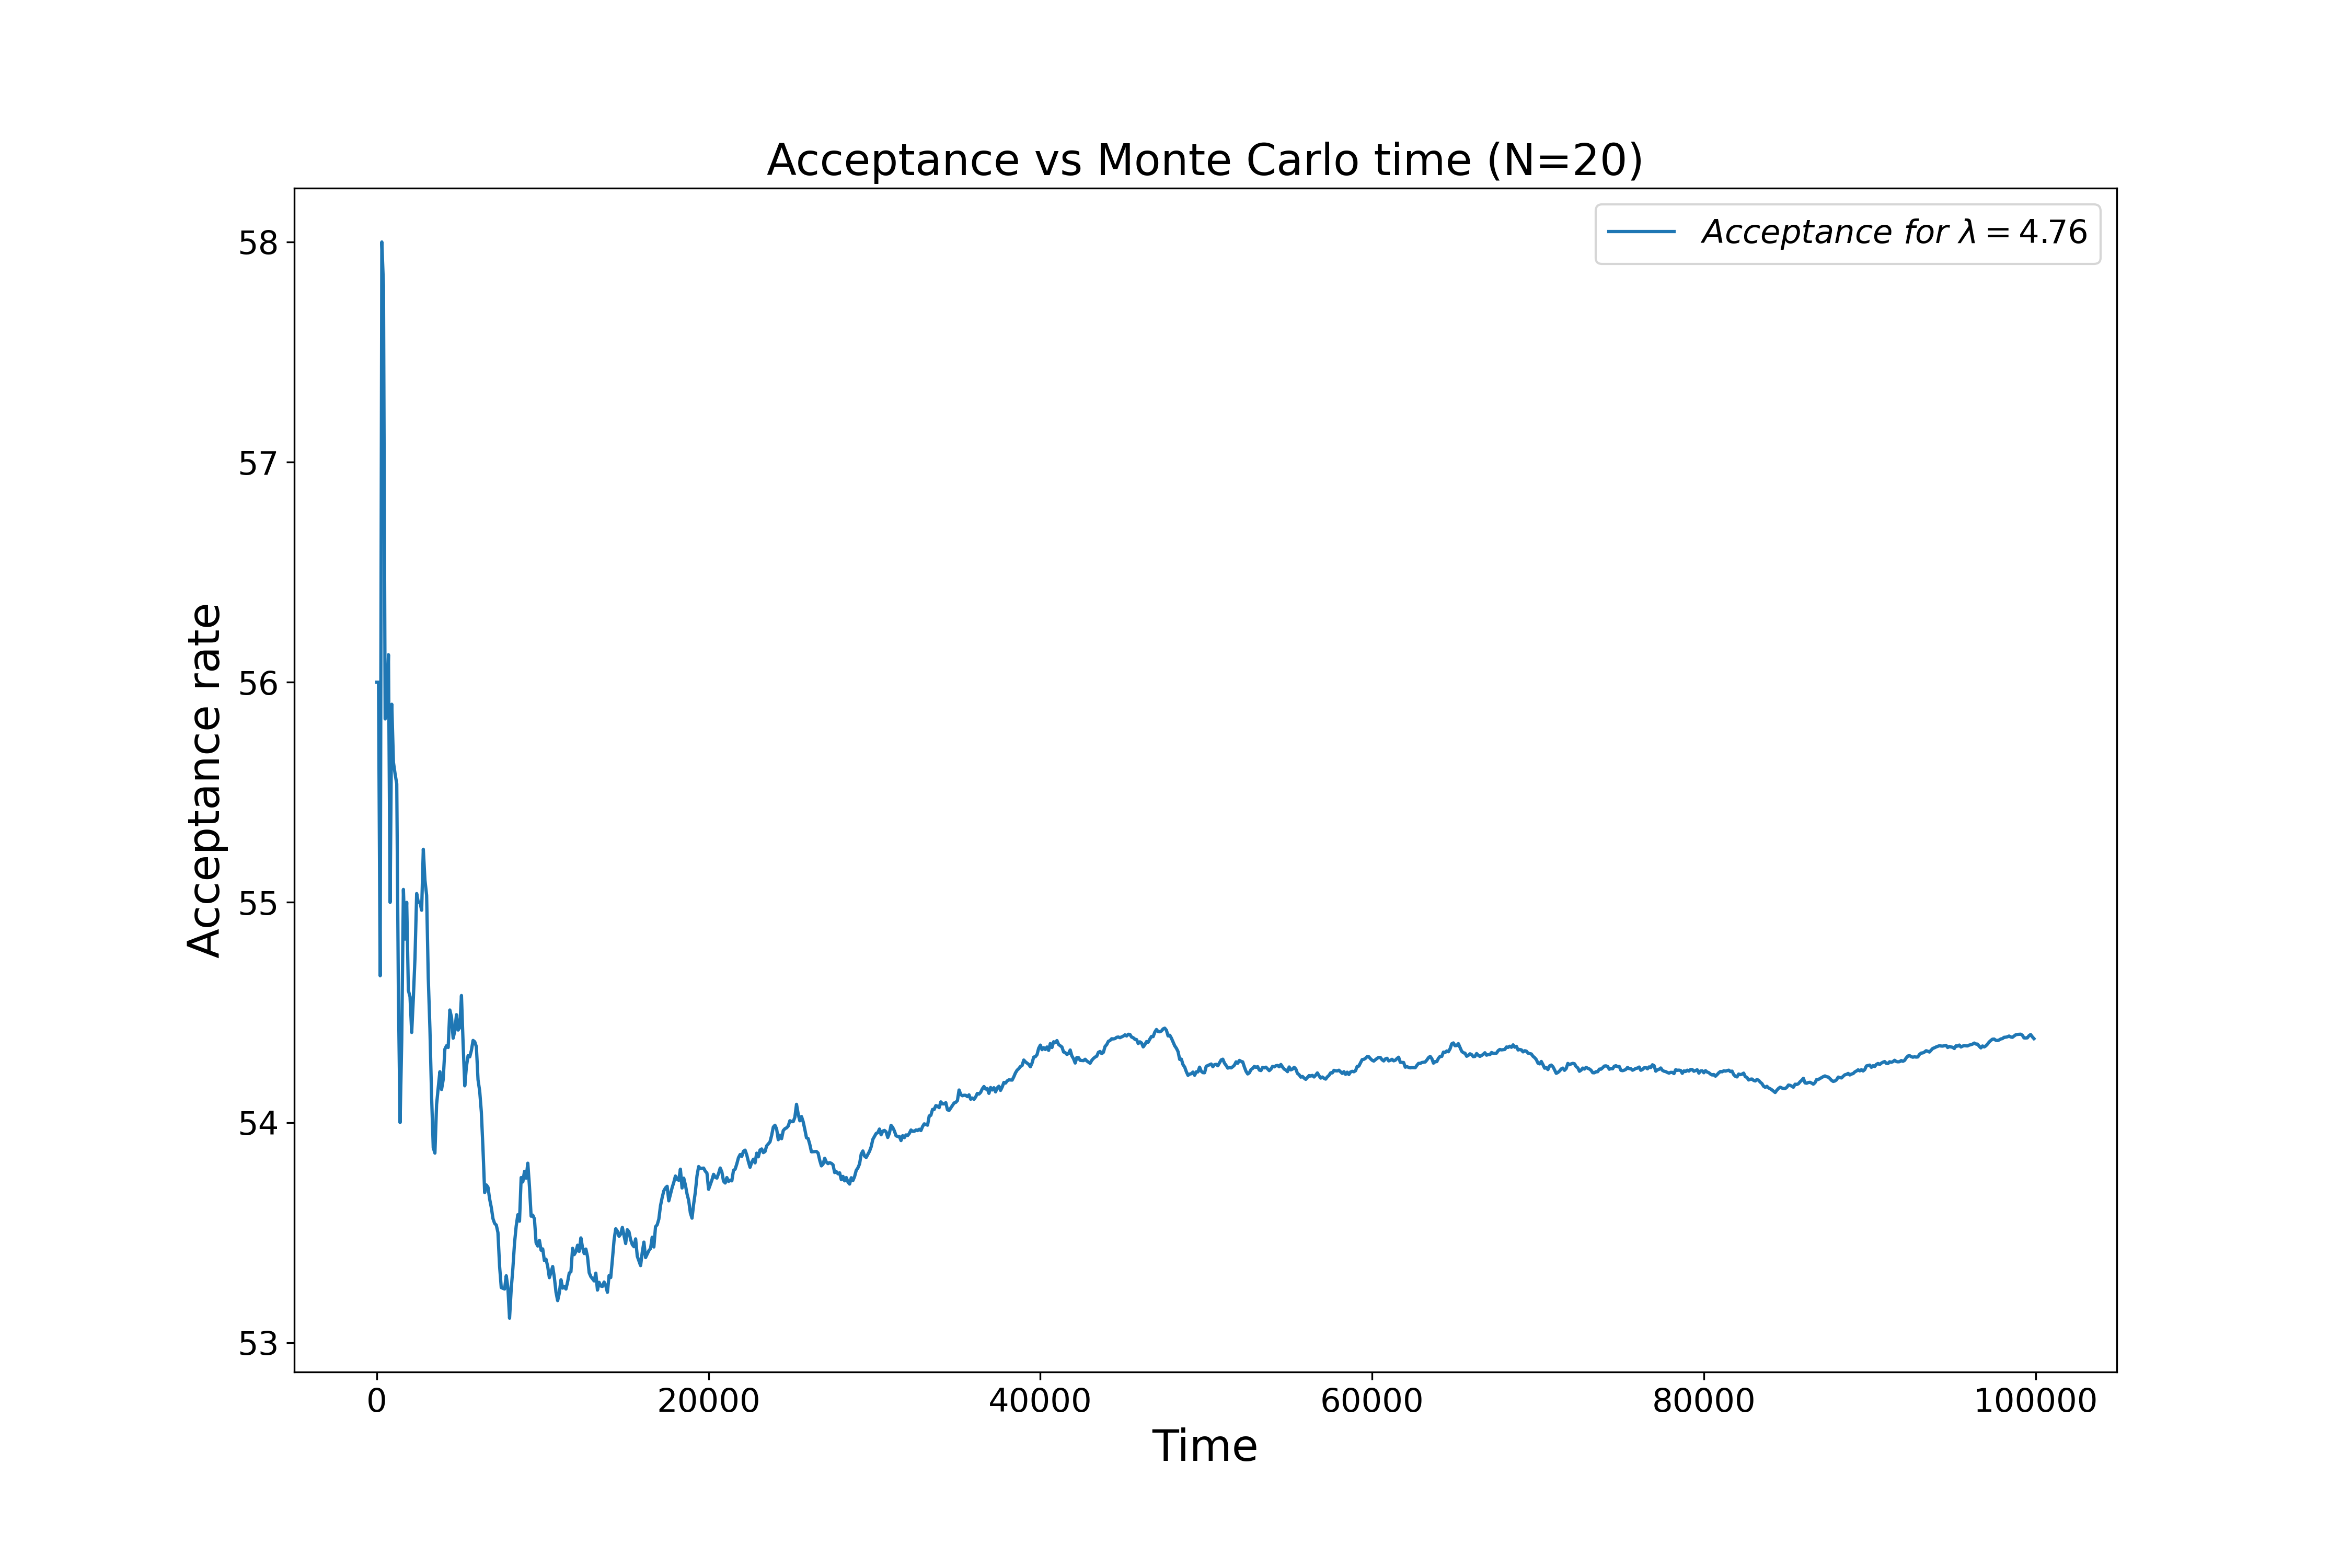 Acceptance vs Monte Carlo time (N=20)
Acceptance for λ = 4.76
58
57
56
55
54
53
Acceptance rate
0 20000 40000 60000 80000 100000
Time